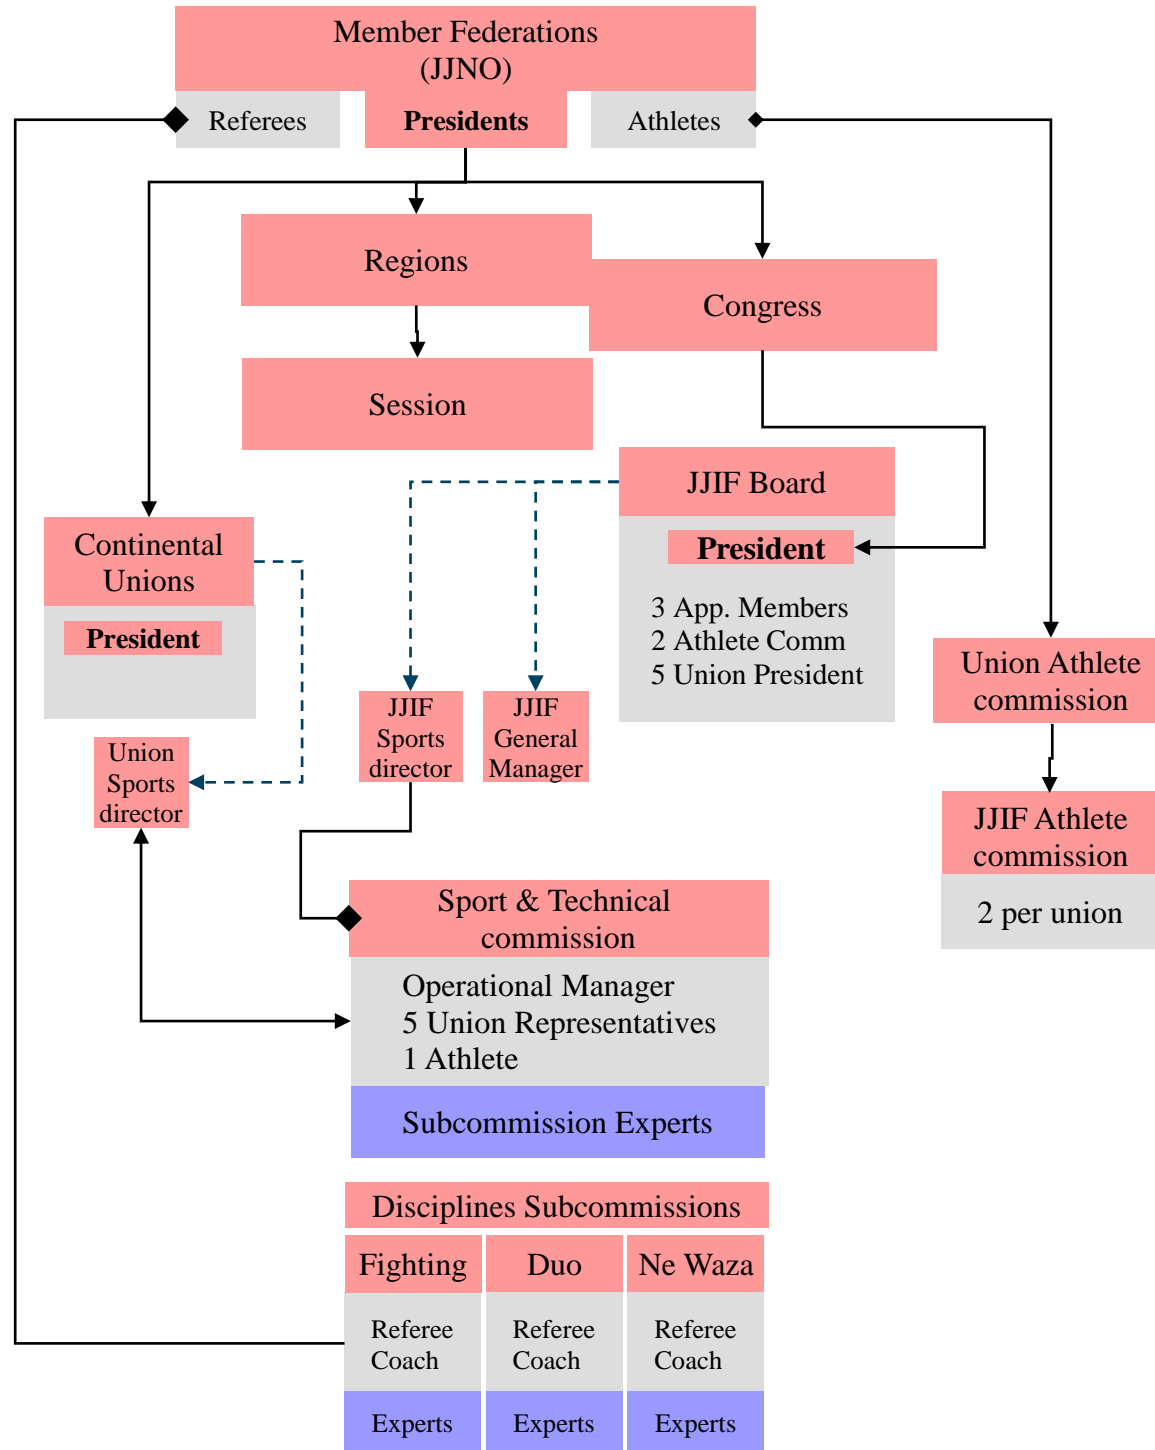 Member Federations
(JJNO)
Referees
Presidents
Athletes
Regions
Congress
Session
JJIF Board
President
3 App. Members
2 Athlete Comm
5 Union President
Continental
Unions
President
Union Athlete
commission
JJIF
Sports
director
JJIF
General
Manager
Union
Sports
director
JJIF Athlete
commission
2 per union
Sport & Technical
commission
Operational Manager
5 Union Representatives
1 Athlete
Subcommission Experts
Disciplines Subcommissions
Fighting
Duo
Ne Waza
Referee
Coach
Referee
Coach
Referee
Coach
Experts
Experts
Experts